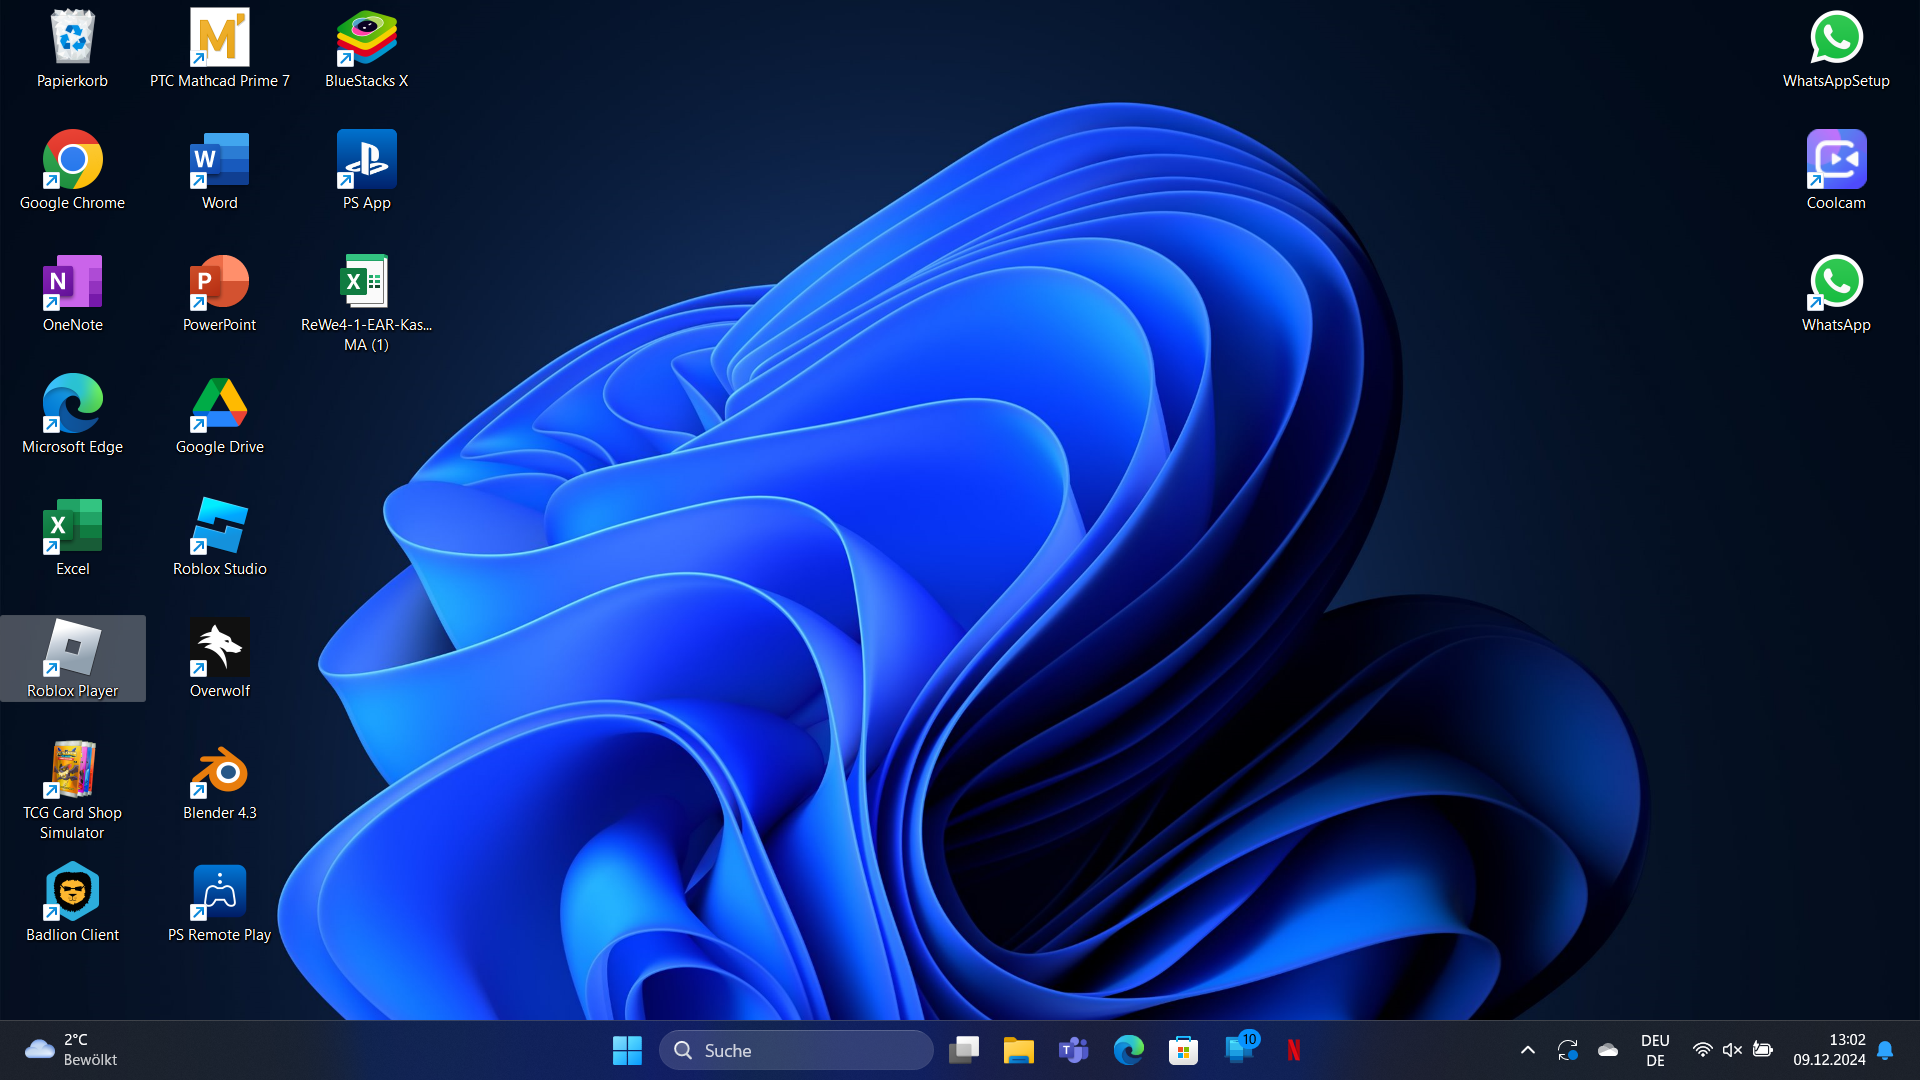 Papierkorb
PTC Mathcad Prime 7
BlueStacks X
WhatsAppSetup
Google Chrome
Word
PS App
Coolcam
OneNote
PowerPoint
ReWe4-1-EAR-Kas...
MA (1)
WhatsApp
Microsoft Edge
Google Drive
Excel
Roblox Studio
Roblox Player
Overwolf
TCG Card Shop
Simulator
Blender 4.3
Badlion Client
PS Remote Play
2°C
Bewölkt
Suche
10
DEU
DE
13:02
09.12.2024